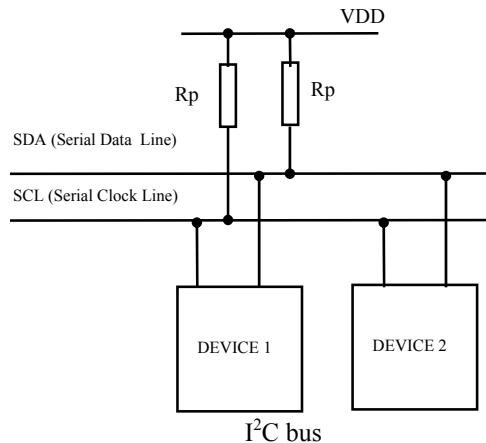 VDD
Rp
Rp
SDA (Serial Data Line)
SCL (Serial Clock Line)
DEVICE 1
DEVICE 2
I²C bus